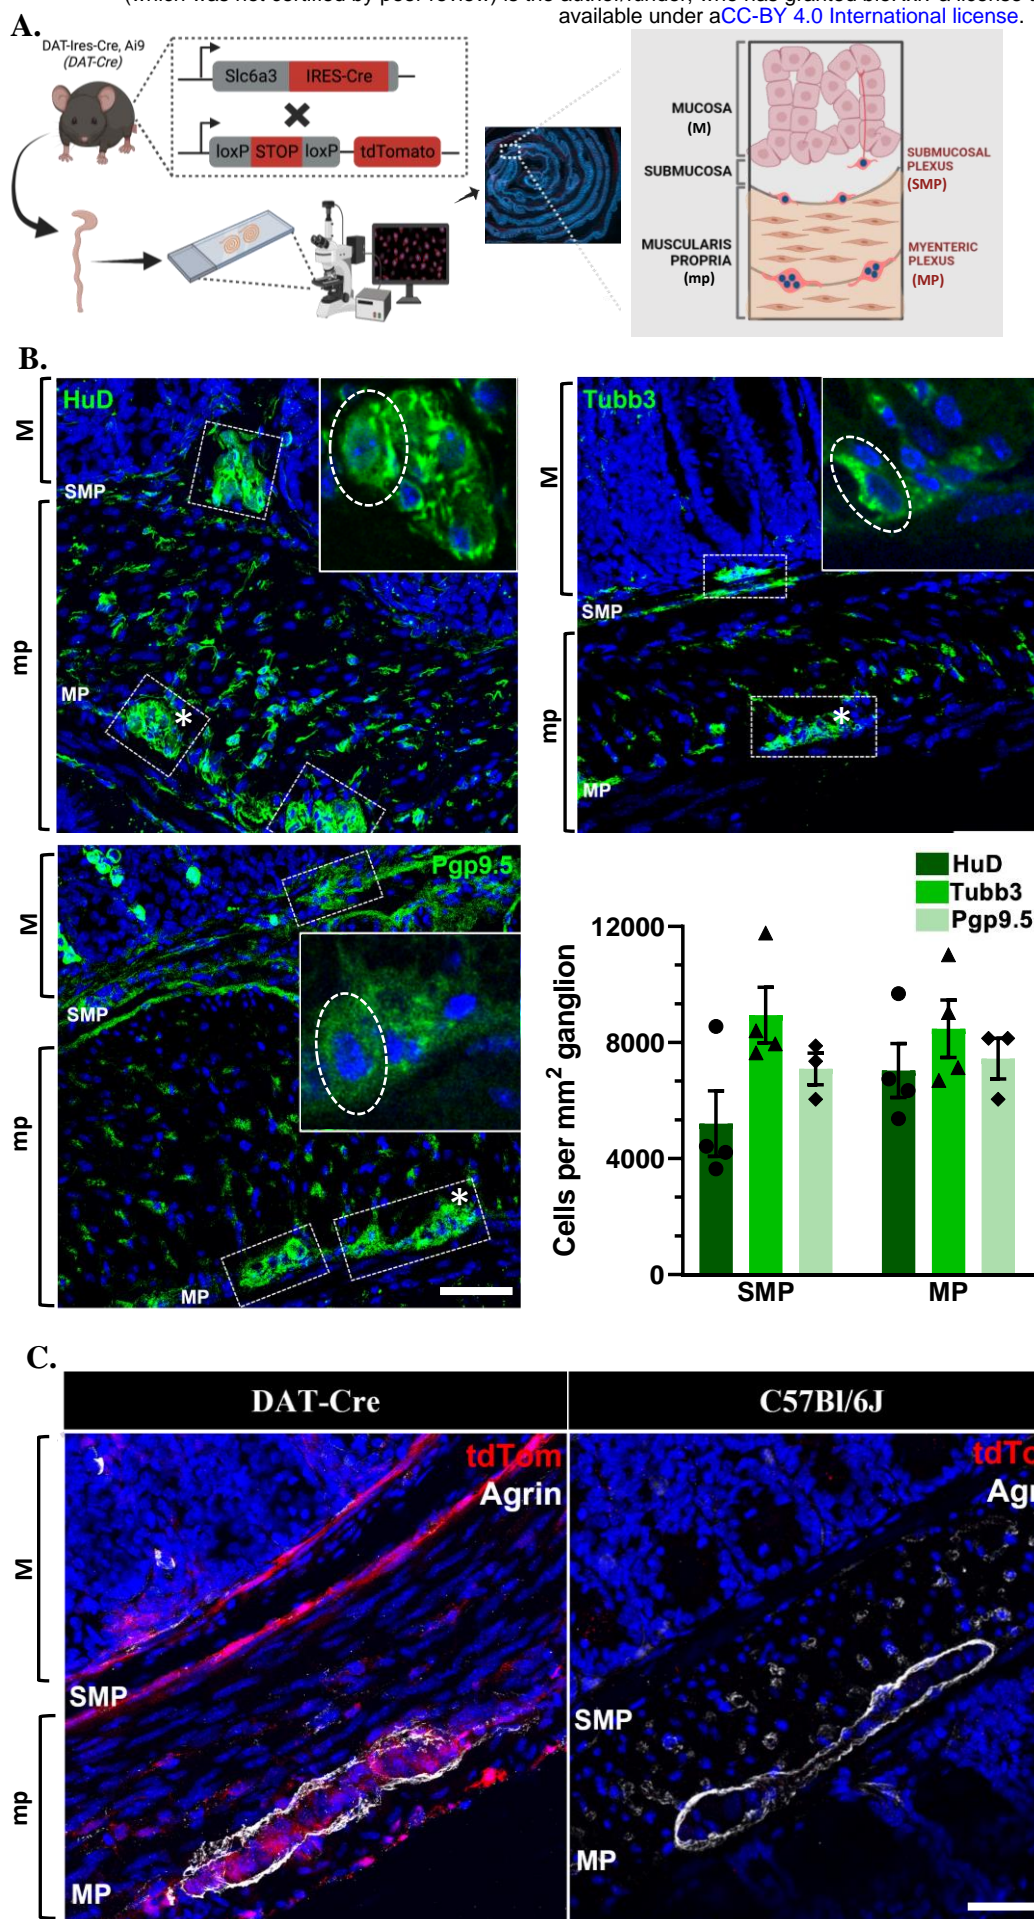 available under aCC-BY 4.0 International license.
A.
DAT-Ires-Cre, Ai9
(DAT-Cre)
Slc6a3 IRES-Cre
loxP STOP loxP tdTomato
MUCOSA
(M)
SUBMUCOSA
MUSCULARIS
PROPRIA
(mp)
SUBMUCOSAL
PLEXUS
(SMP)
MYENTERIC
PLEXUS
(MP)
B.
HuD
M
SMP
mp
MP
*
Tubb3
M
SMP
mp
MP
*
Pgp9.5
M
SMP
mp
MP
*
HuD
Tubb3
Pgp9.5
Cells per mm² ganglion
12000
8000
4000
0
SMP MP
C.
DAT-Cre C57Bl/6J
tdTom
Agrin
M
SMP
mp
MP
tdTo
Agr
SMP
MP